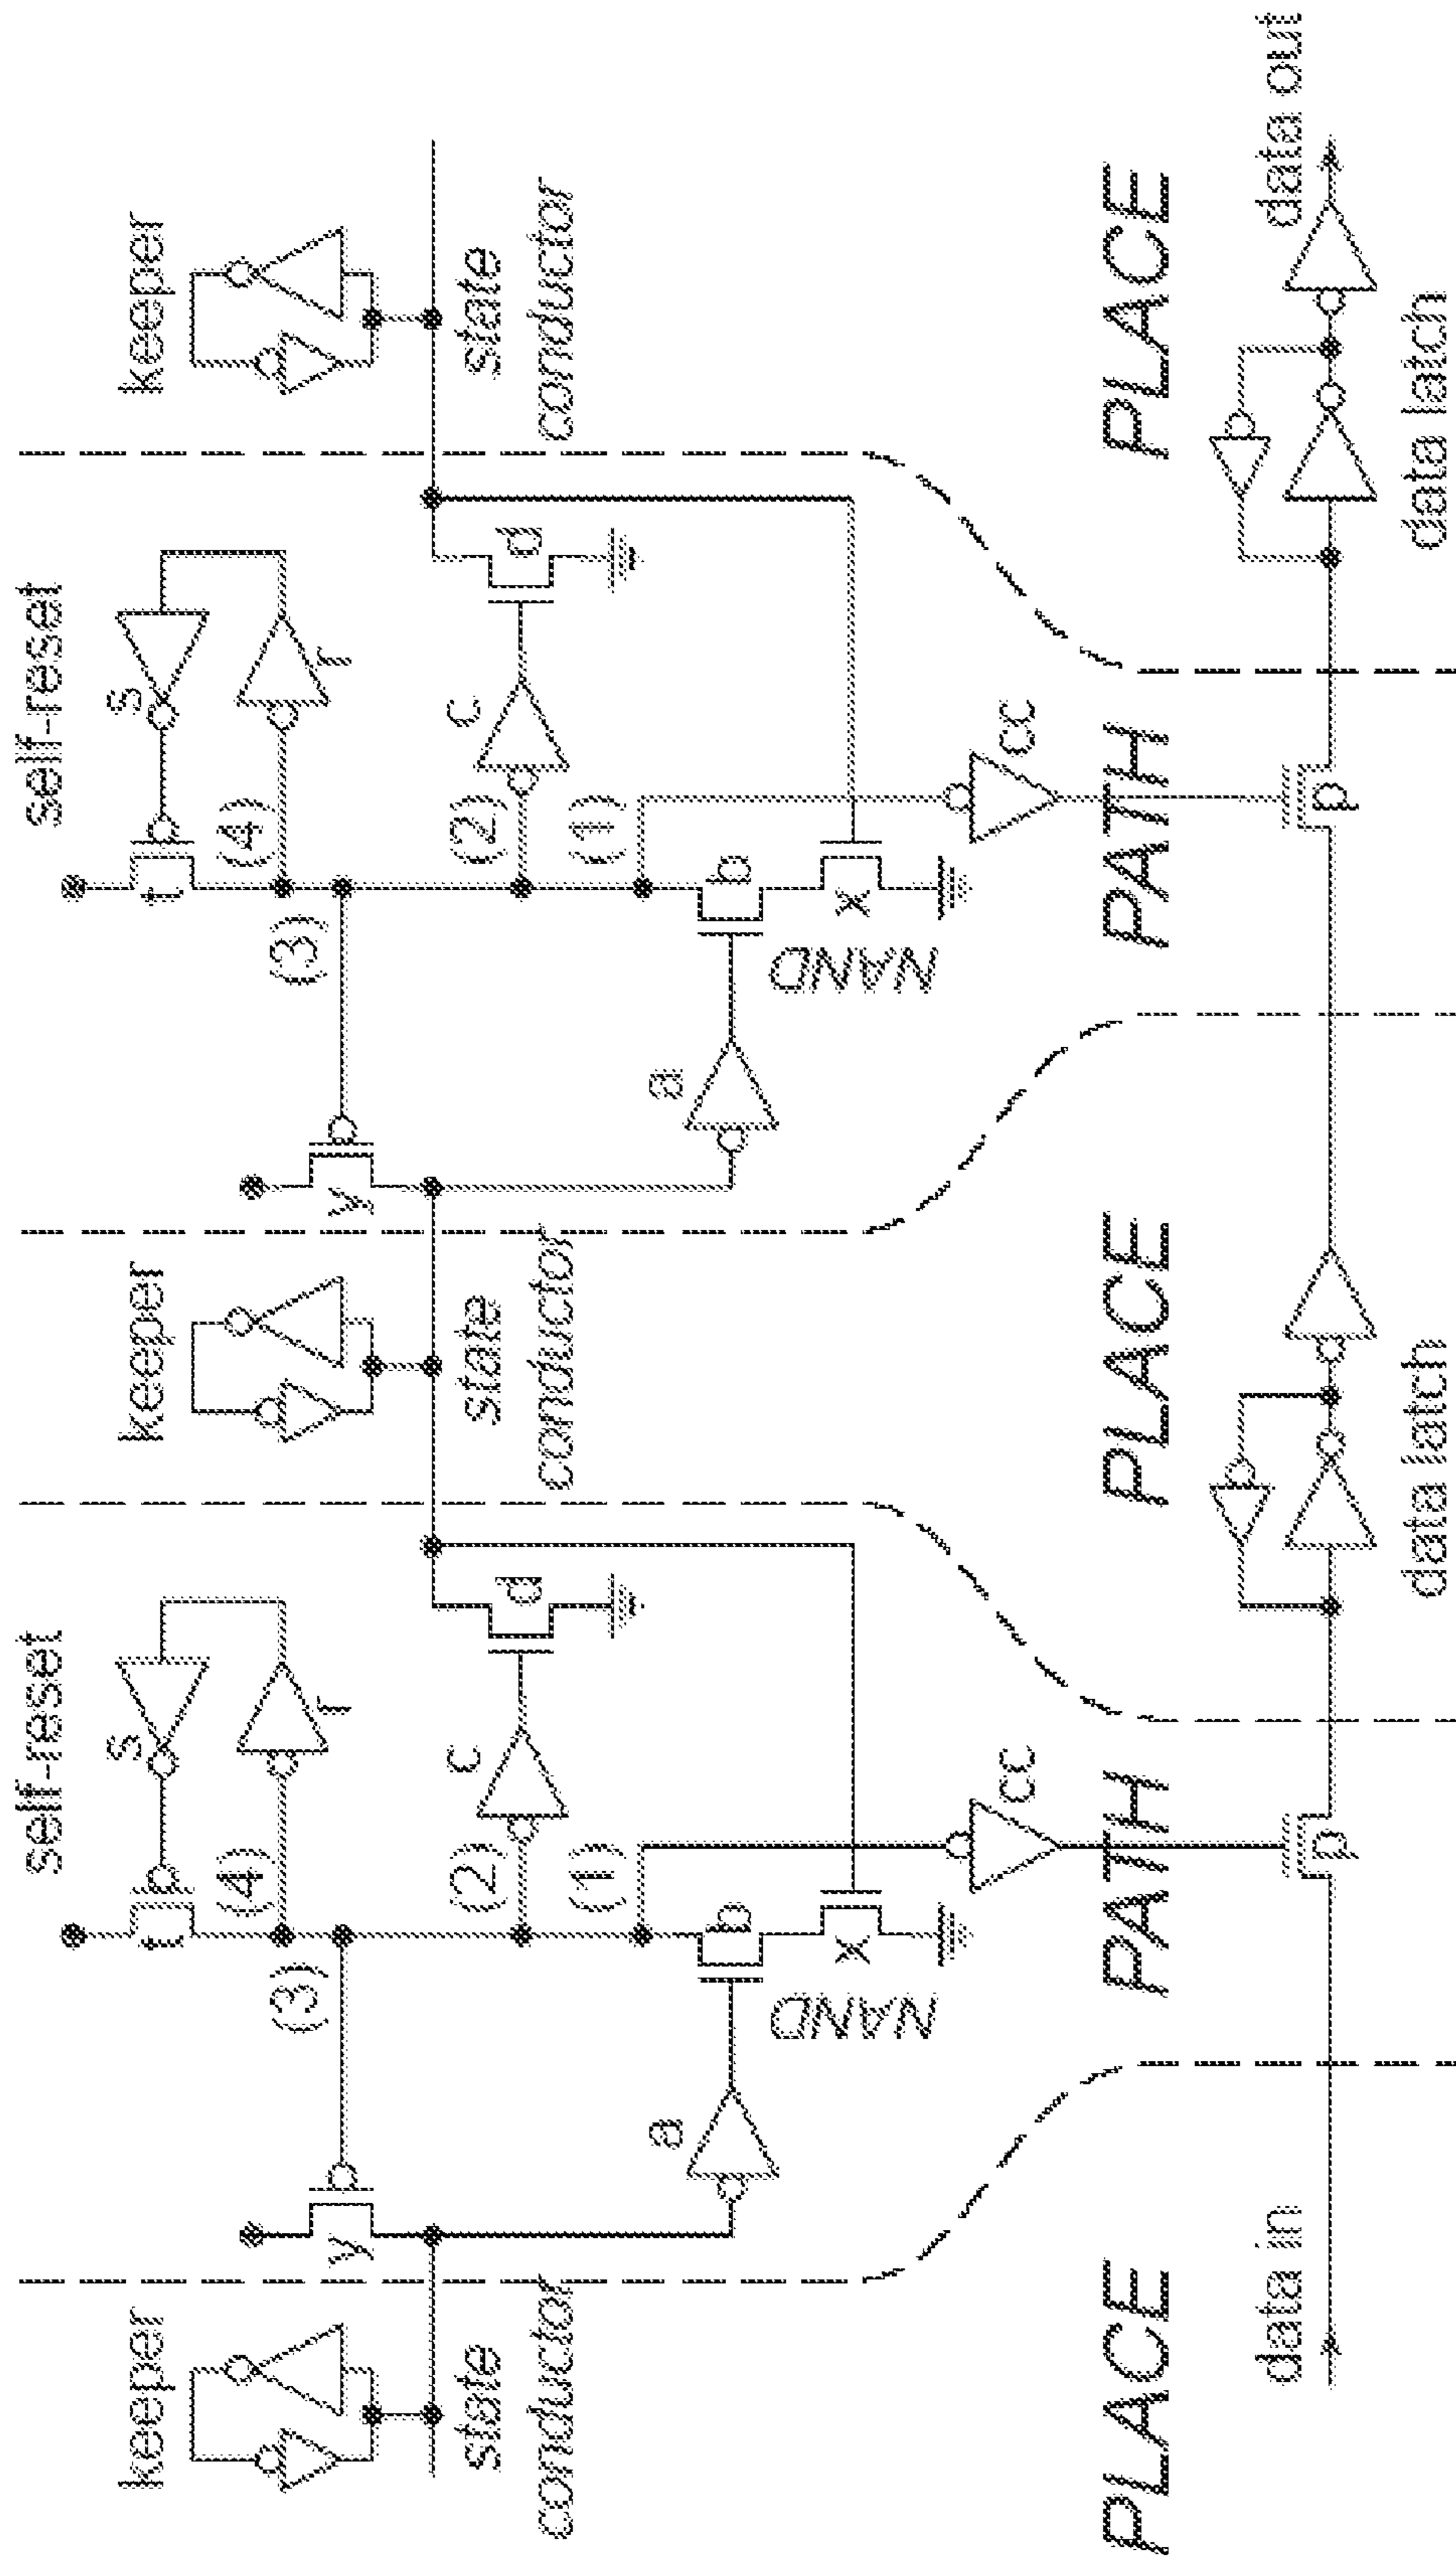 self-reset
self-reset
keeper
s
keeper
s
keeper
t
(4)
r
t
(4)
r
(3)
(3)
y
y
state
conductor
(2)
c
d
state
conductor
(2)
c
d
state
conductor
(1)
(1)
a
b
a
b
NAND
x
NAND
x
cc
cc
PLACE
PATH
PLACE
PATH
PLACE
data in
p
p
data out
data latch
data latch